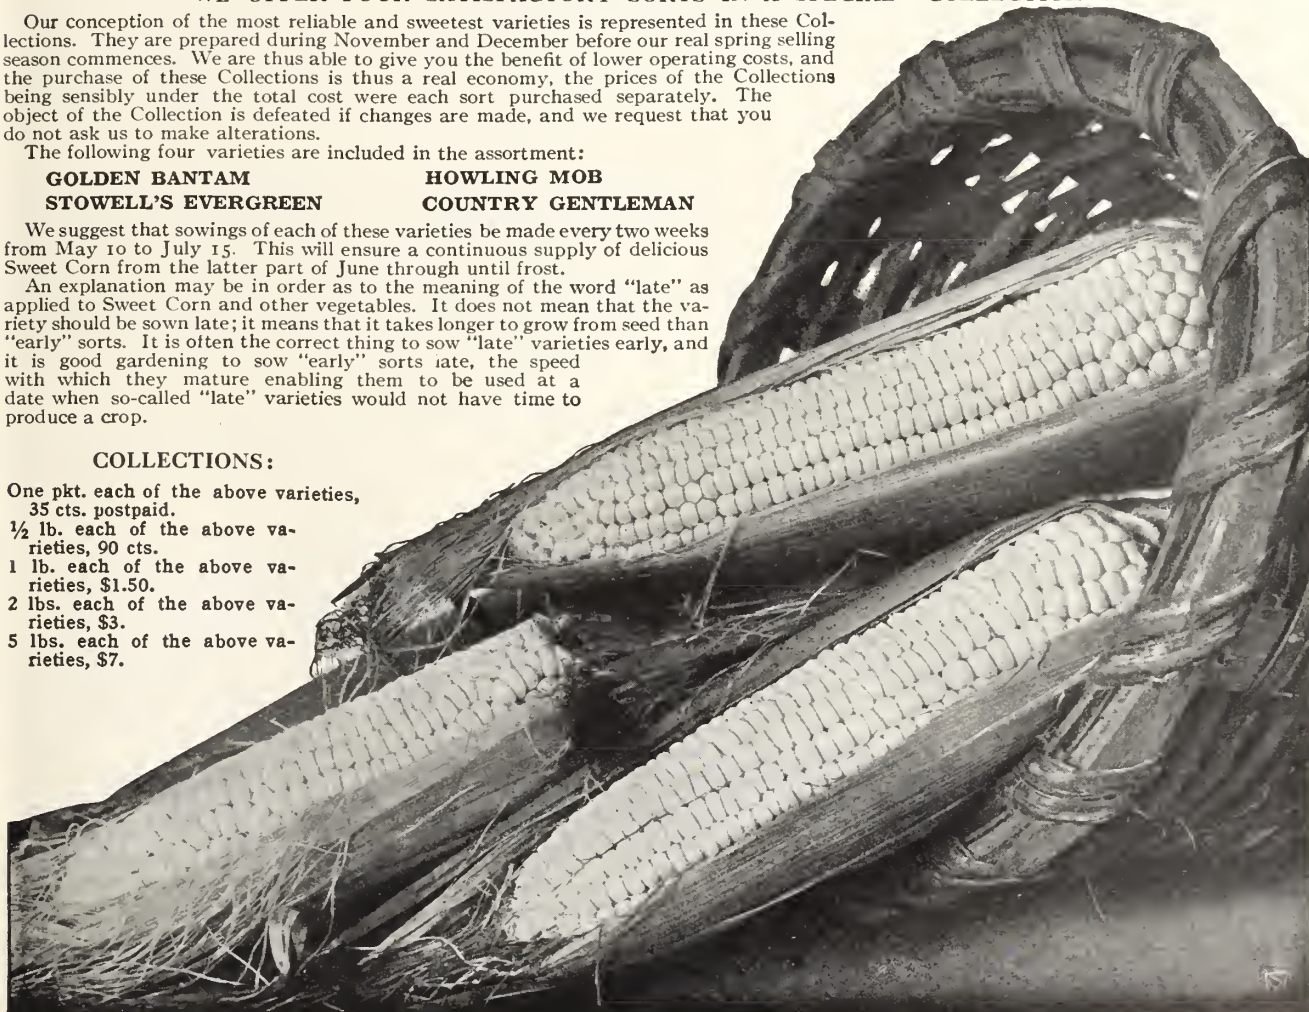 Our conception of the most reliable and sweetest varieties is represented in these Col-
lections. They are prepared during November and December before our real spring selling
season commences. We are thus able to give you the benefit of lower operating costs, and
the purchase of these Collections is thus a real economy, the prices of the Collections
being sensibly under the total cost were each sort purchased separately. The
object of the Collection is defeated if changes are made, and we request that you
do not ask us to make alterations.
The following four varieties are included in the assortment:
GOLDEN BANTAM HOWLING MOB
STOWELL'S EVERGREEN COUNTRY GENTLEMAN
We suggest that sowings of each of these varieties be made every two weeks
from May 10 to July 15. This will ensure a continuous supply of delicious
Sweet Corn from the latter part of June through until frost.
An explanation may be in order as to the meaning of the word "late" as
applied to Sweet Corn and other vegetables. It does not mean that the va-
riety should be sown late; it means that it takes longer to grow from seed than
"early" sorts. It is often the correct thing to sow "late" varieties early, and
it is good gardening to sow "early" sorts late, the speed
with which they mature enabling them to be used at a
date when so-called "late" varieties would not have time to
produce a crop.
COLLECTIONS:
One pkt. each of the above varieties,
35 cts. postpaid.
½ lb. each of the above va-
rieties, 90 cts.
1 lb. each of the above va-
rieties, $1.50.
2 lbs. each of the above va-
rieties, $3.
5 lbs. each of the above va-
rieties, $7.